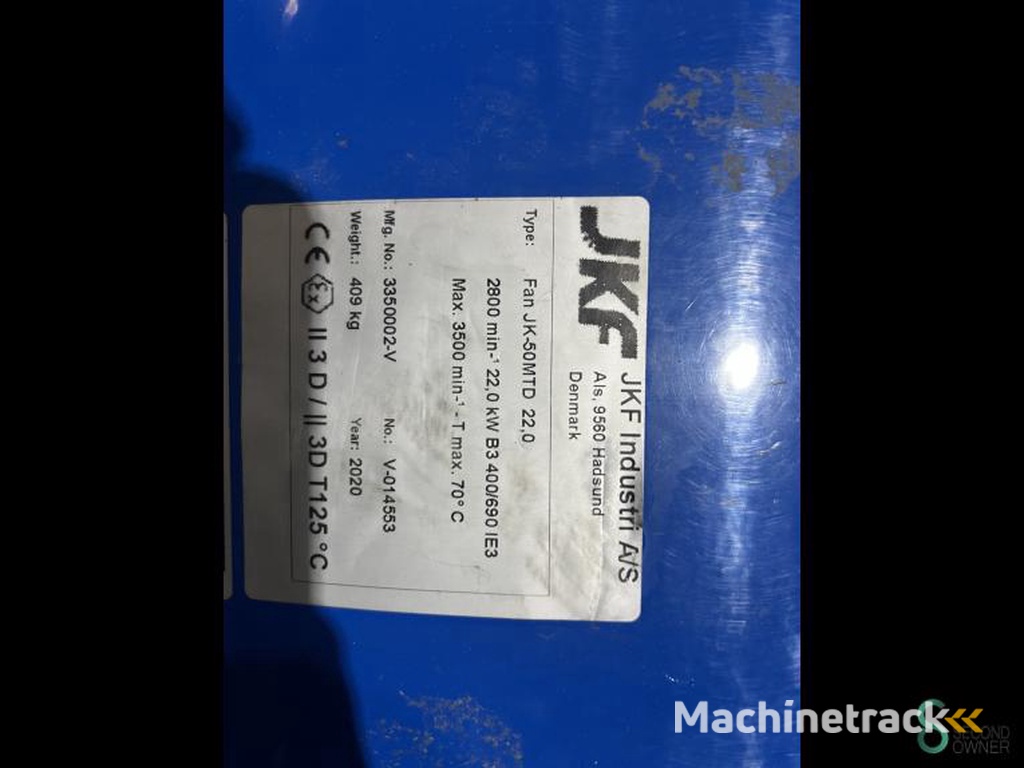 JKF
JKF Industri A/S
Als, 9560 Hadsund
Denmark
Type: Fan JK-50MTD 22,0
2800 min-¹ 22,0 kW B3 400/690 IE3
Max. 3500 min-¹ - T max. 70° C
Mfg. No.: 3350002-V No.: V-014553
Weight.: 409 kg Year: 2020
CE Ex II 3 D / II 3D T125 °C
Machinetrack
SECOND
OWNER